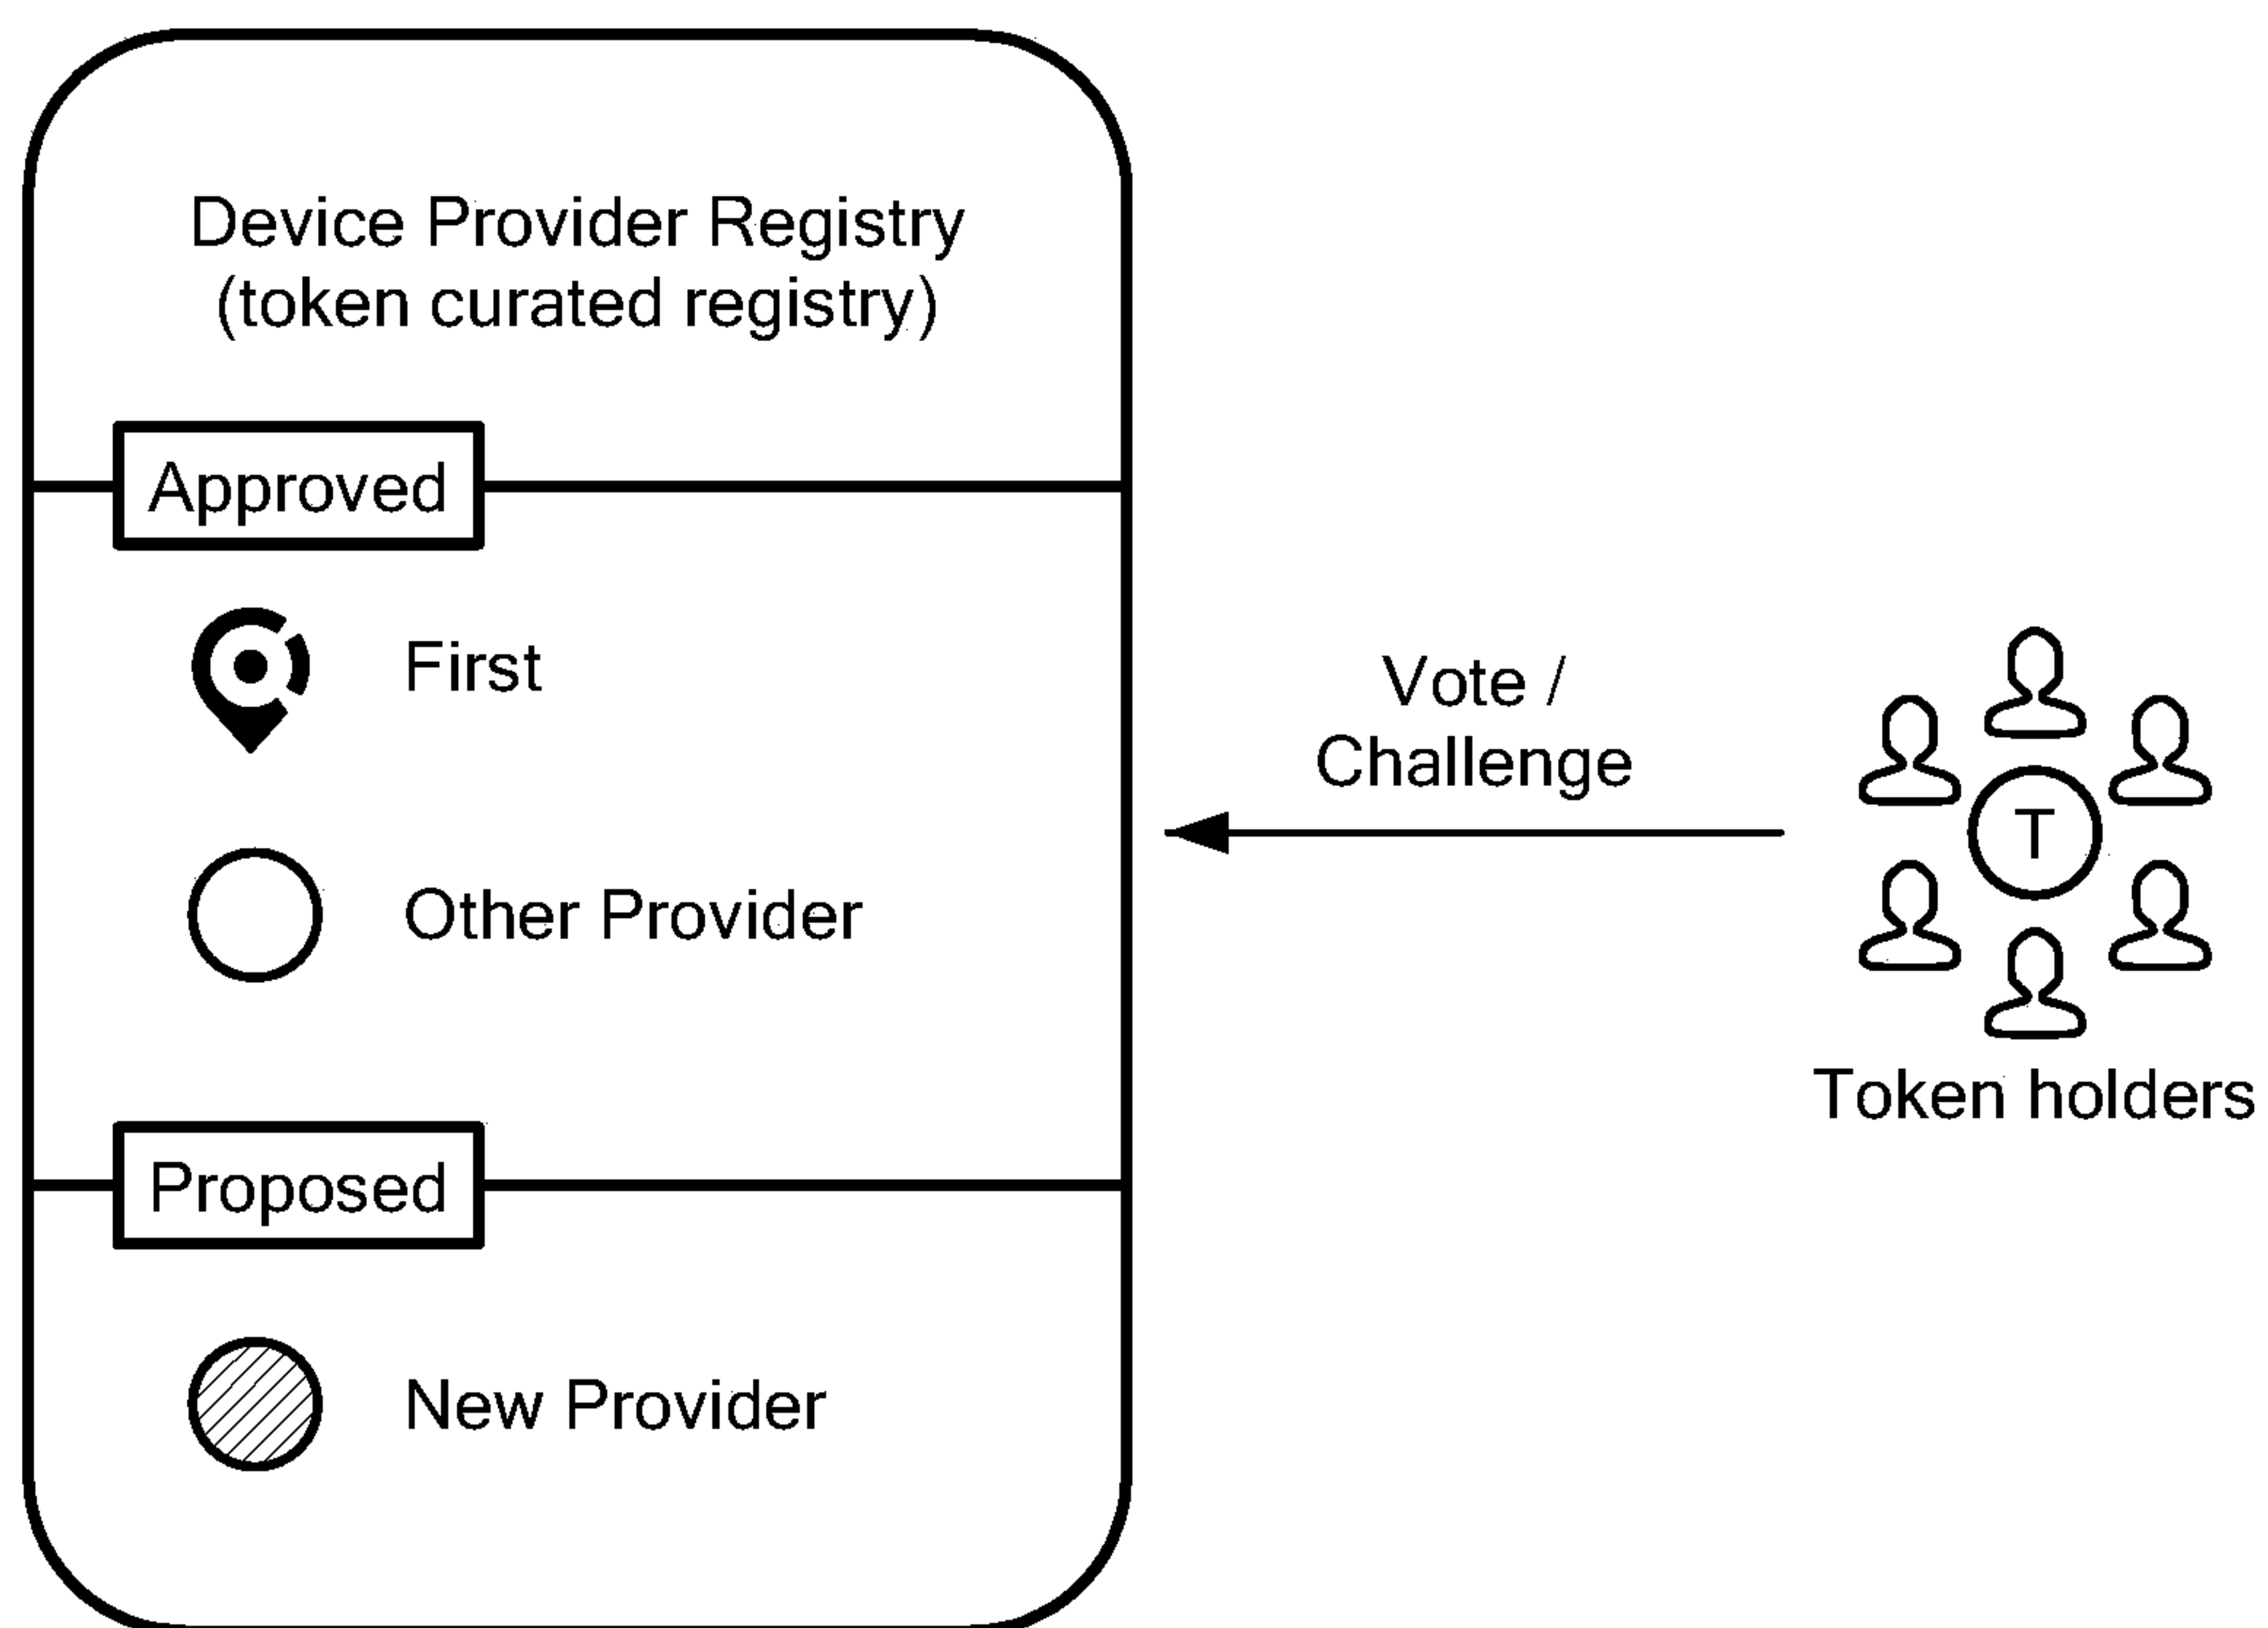 Device Provider Registry
(token curated registry)
Approved
First
Other Provider
Proposed
New Provider
Vote /
Challenge
T
Token holders